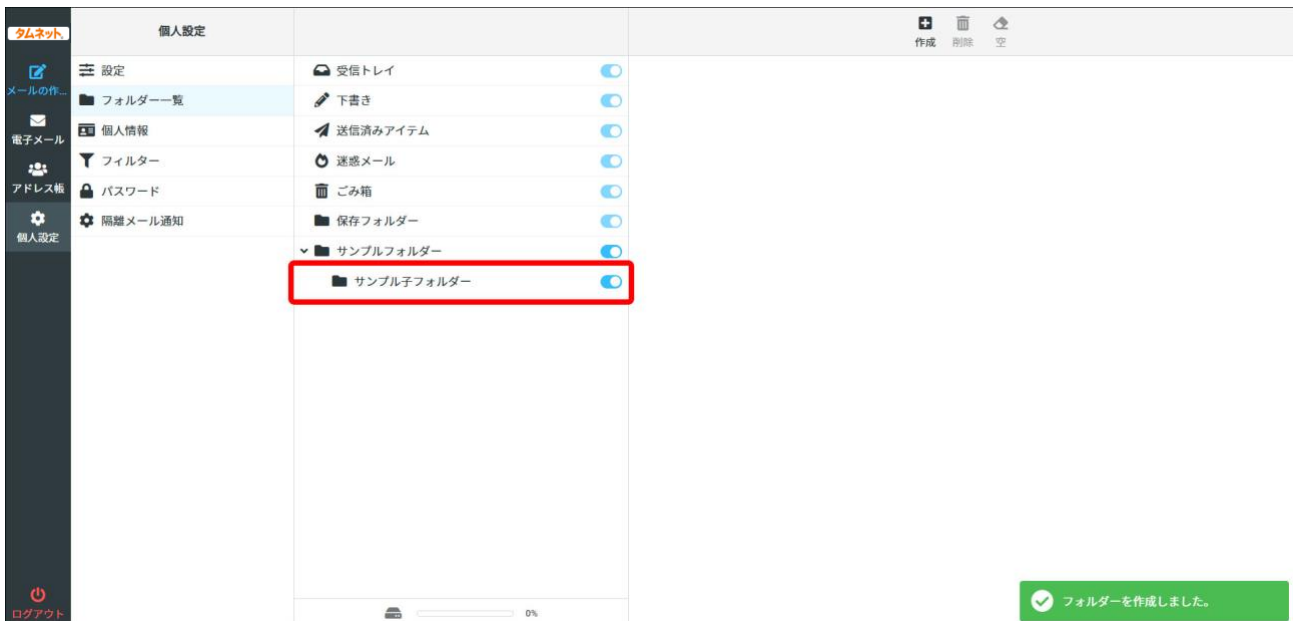 タムネット
メールの作...
電子メール
アドレス帳
個人設定
ログアウト
個人設定
設定
フォルダー一覧
個人情報
フィルター
パスワード
隔離メール通知
受信トレイ
下書き
送信済みアイテム
迷惑メール
ごみ箱
保存フォルダー
サンプルフォルダー
サンプル子フォルダー
0%
作成 削除 空
フォルダーを作成しました。